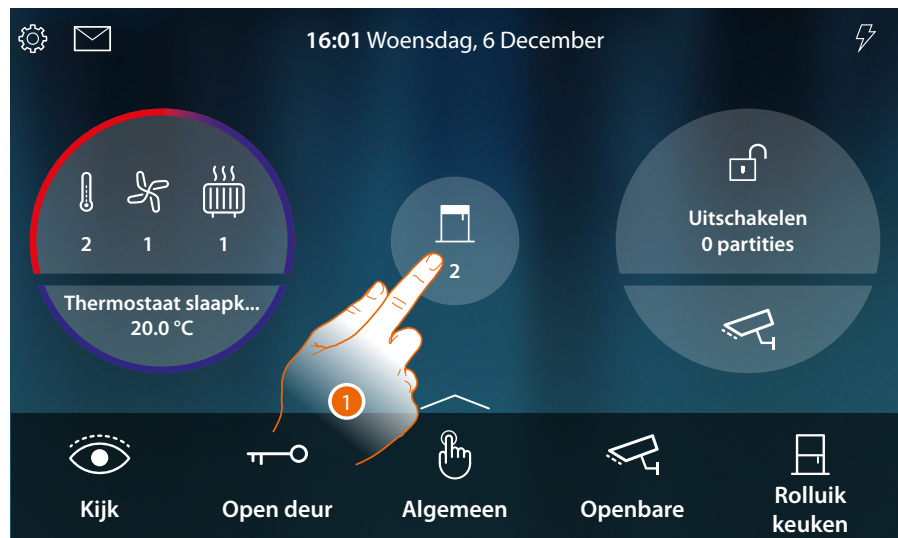 16:01 Woensdag, 6 December
2 1 1
Thermostaat slaapk...
20.0 °C
2
1
Uitschakelen
0 partities
Kijk
Open deur
Algemeen
Openbare
Rolluik
keuken